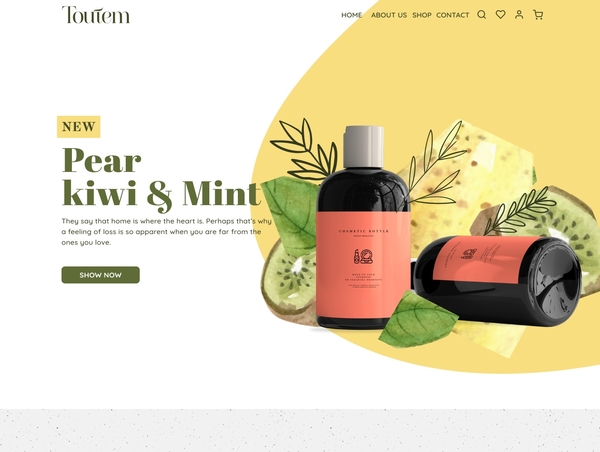 Toutem
HOME ABOUT US SHOP CONTACT
NEW
Pear
kiwi & Mint
They say that home is where the heart is. Perhaps that's why
a feeling of loss is so apparent when you are far from the
ones you love.
SHOW NOW
COSMETIC BOTTLE